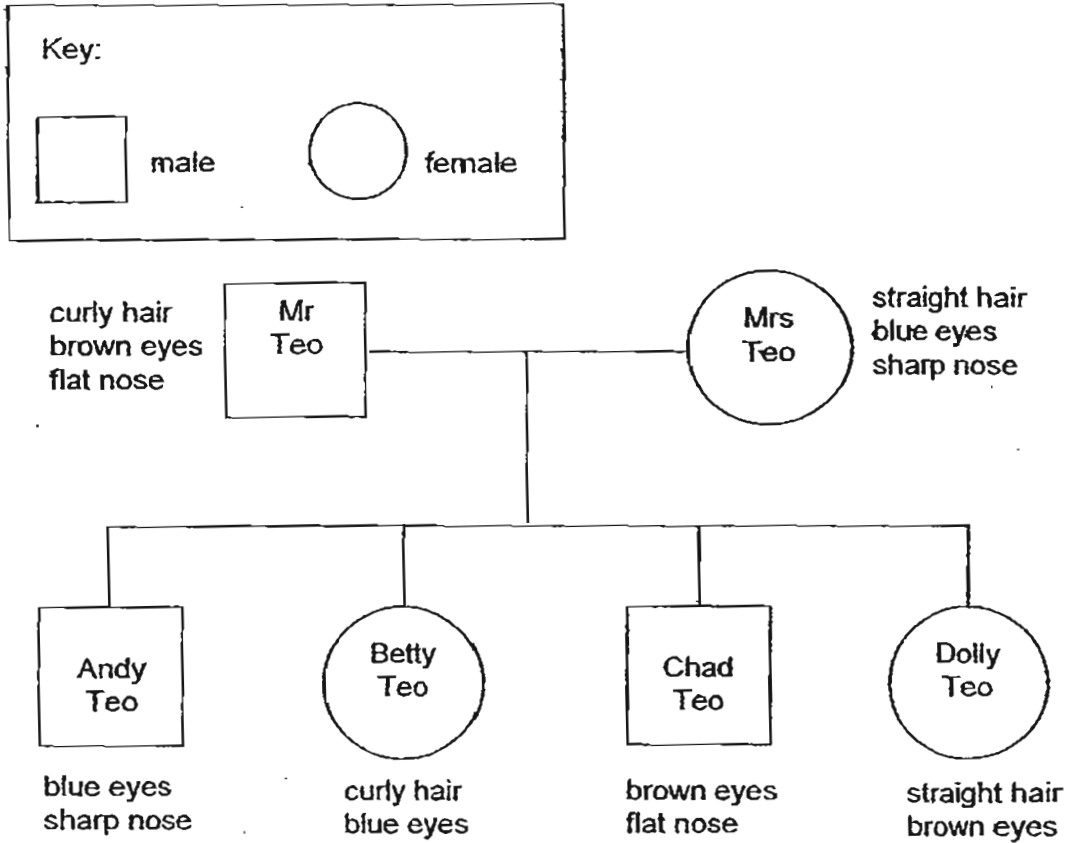 Key:
male
female
curly hair
brown eyes
flat nose
Mr
Teo
Mrs
Teo
straight hair
blue eyes
sharp nose
Andy
Teo
Betty
Teo
Chad
Teo
Dolly
Teo
blue eyes
sharp nose
curly hair
blue eyes
brown eyes
flat nose
straight hair
brown eyes